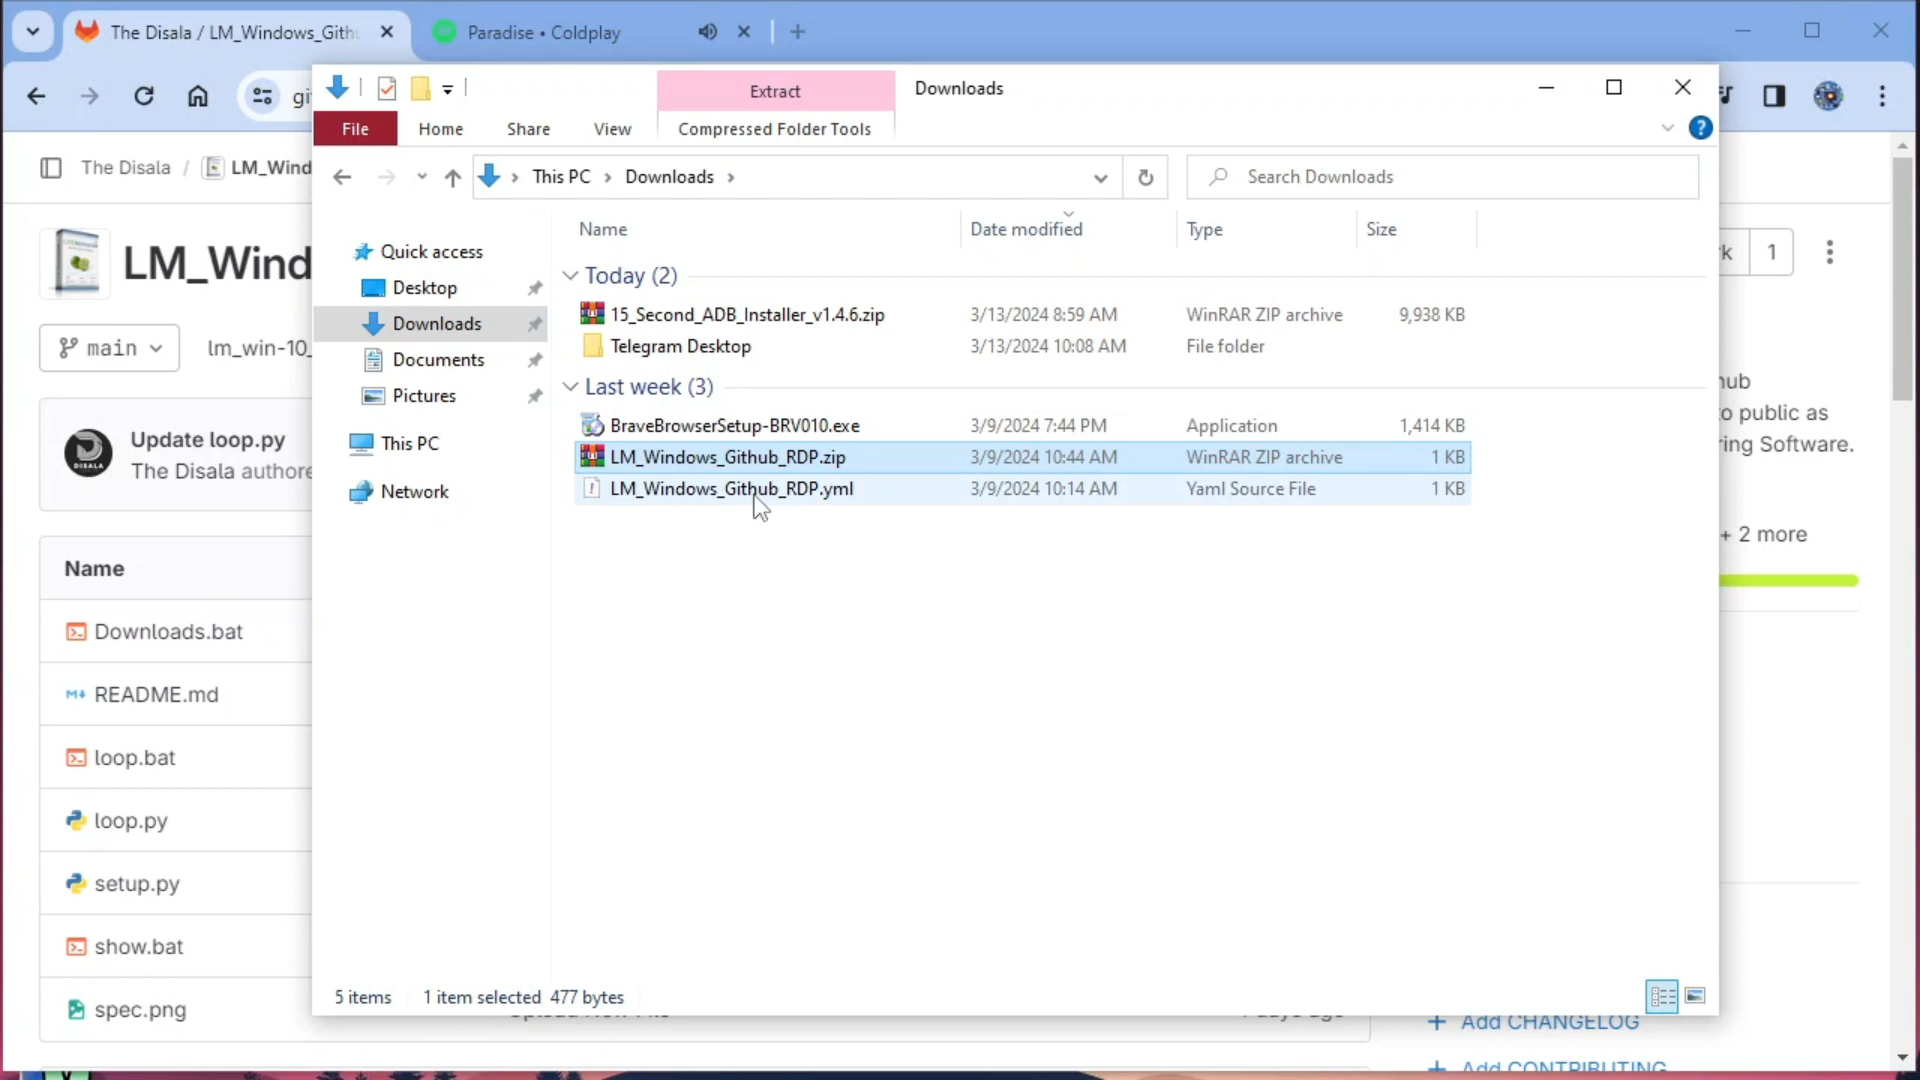 The Disala / LM_Windows_Gith
Paradise • Coldplay
Extract
Downloads
File
Home
Share
View
Compressed Folder Tools
This PC
Downloads
Search Downloads
The Disala /
LM_Wind
LM_Wind
main
lm_win-10_
Update loop.py
The Disala authore
Name
Downloads.bat
README.md
loop.bat
loop.py
setup.py
show.bat
spec.png
Quick access
Desktop
Downloads
Documents
Pictures
This PC
Network
Name Date modified Type Size
Today (2)
15_Second_ADB_Installer_v1.4.6.zip 3/13/2024 8:59 AM WinRAR ZIP archive 9,938 KB
Telegram Desktop 3/13/2024 10:08 AM File folder
Last week (3)
BraveBrowserSetup-BRV010.exe 3/9/2024 7:44 PM Application 1,414 KB
LM_Windows_Github_RDP.zip 3/9/2024 10:44 AM WinRAR ZIP archive 1 KB
LM_Windows_Github_RDP.yml 3/9/2024 10:14 AM Yaml Source File 1 KB
5 items 1 item selected 477 bytes
1
o public as
ring Software.
+ 2 more
+ Add CHANGELOG
+ Add CONTRIBUTING